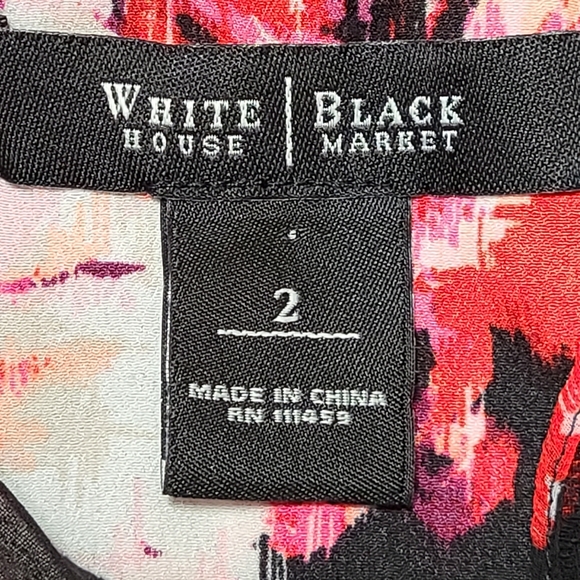 WHITE | BLACK
HOUSE | MARKET
2
MADE IN CHINA
RN 111459